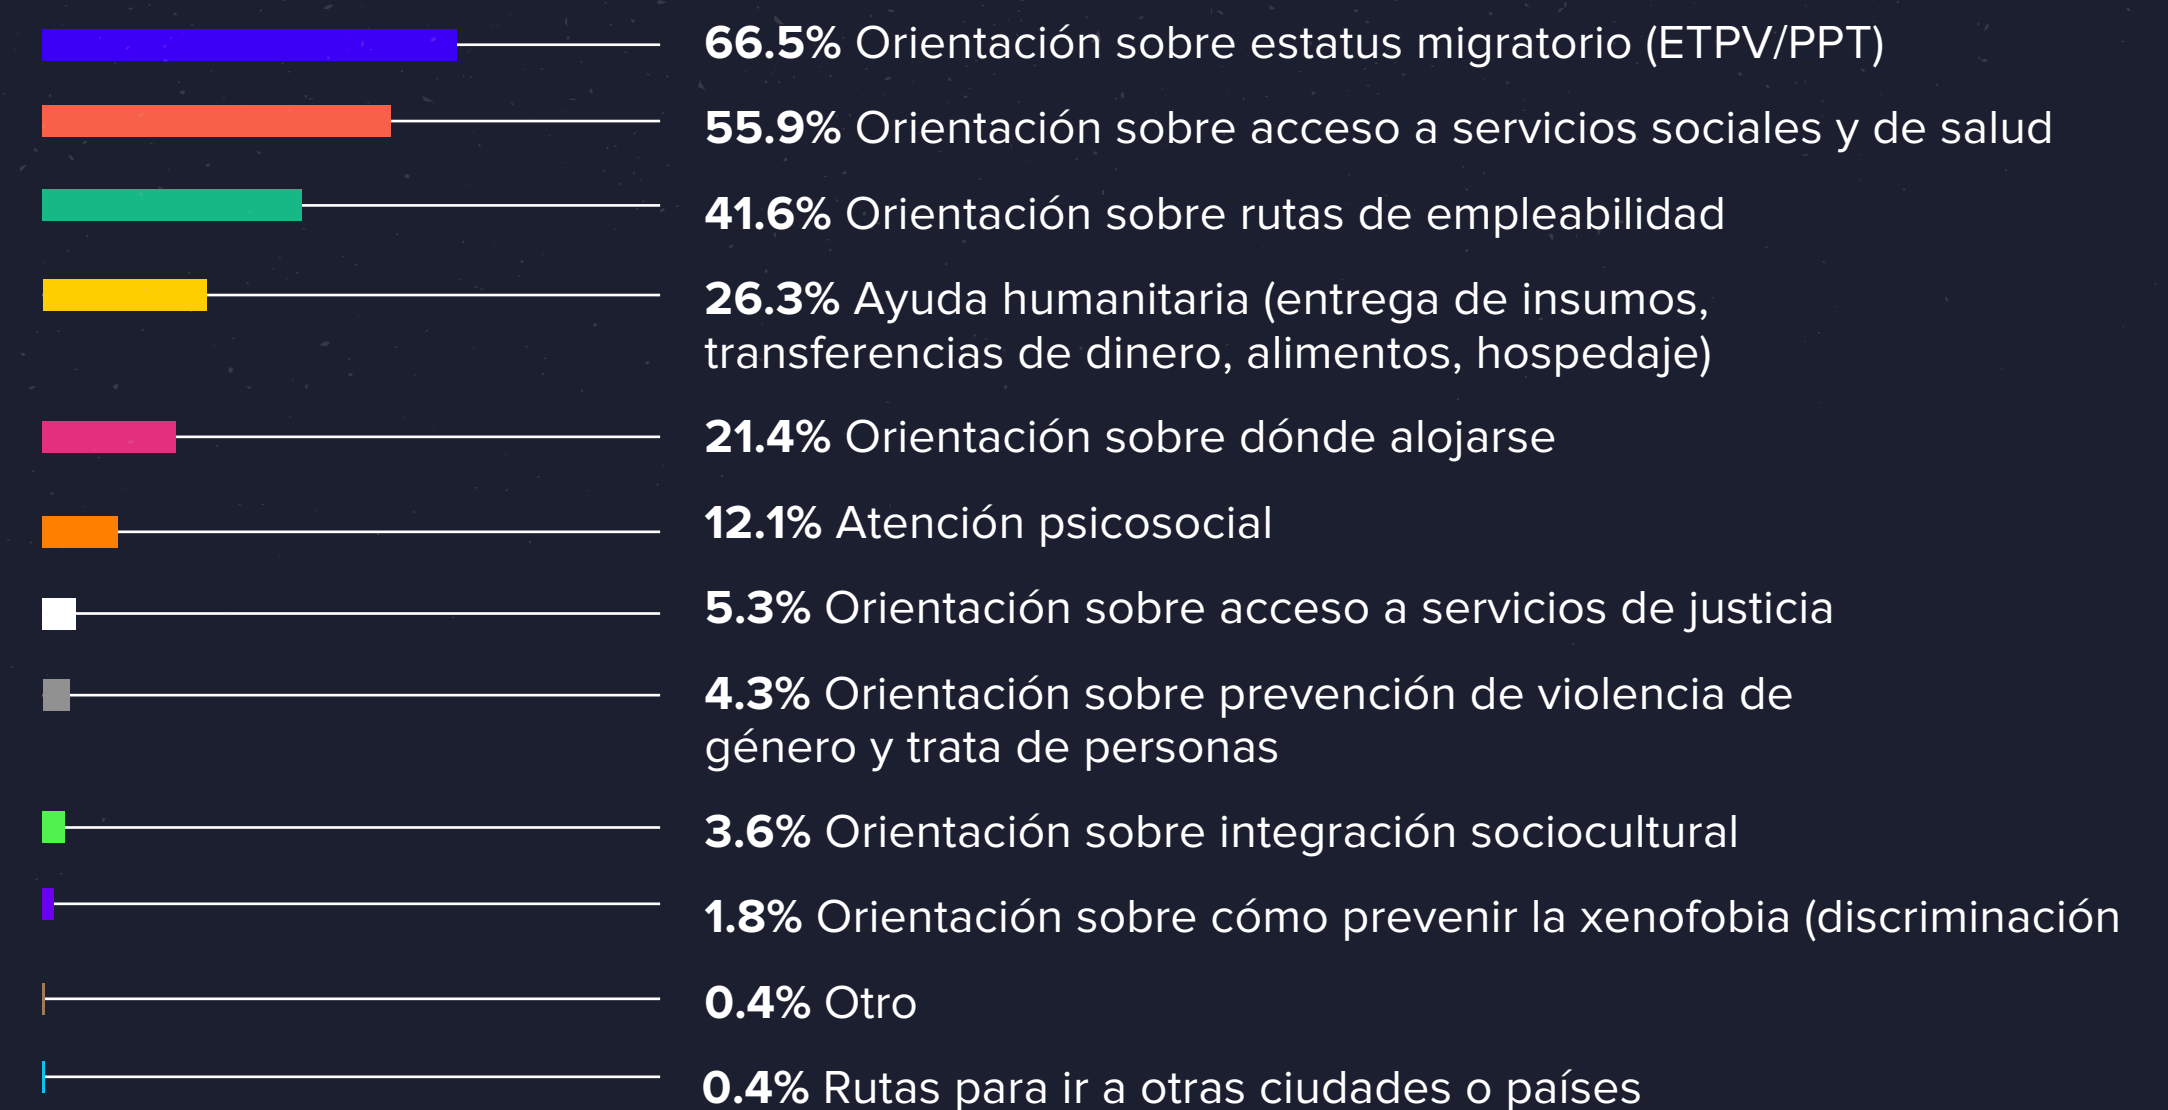 66.5% Orientación sobre estatus migratorio (ETPV/PPT)
55.9% Orientación sobre acceso a servicios sociales y de salud
41.6% Orientación sobre rutas de empleabilidad
26.3% Ayuda humanitaria (entrega de insumos,
transferencias de dinero, alimentos, hospedaje)
21.4% Orientación sobre dónde alojarse
12.1% Atención psicosocial
5.3% Orientación sobre acceso a servicios de justicia
4.3% Orientación sobre prevención de violencia de
género y trata de personas
3.6% Orientación sobre integración sociocultural
1.8% Orientación sobre cómo prevenir la xenofobia (discriminación
0.4% Otro
0.4% Rutas para ir a otras ciudades o países